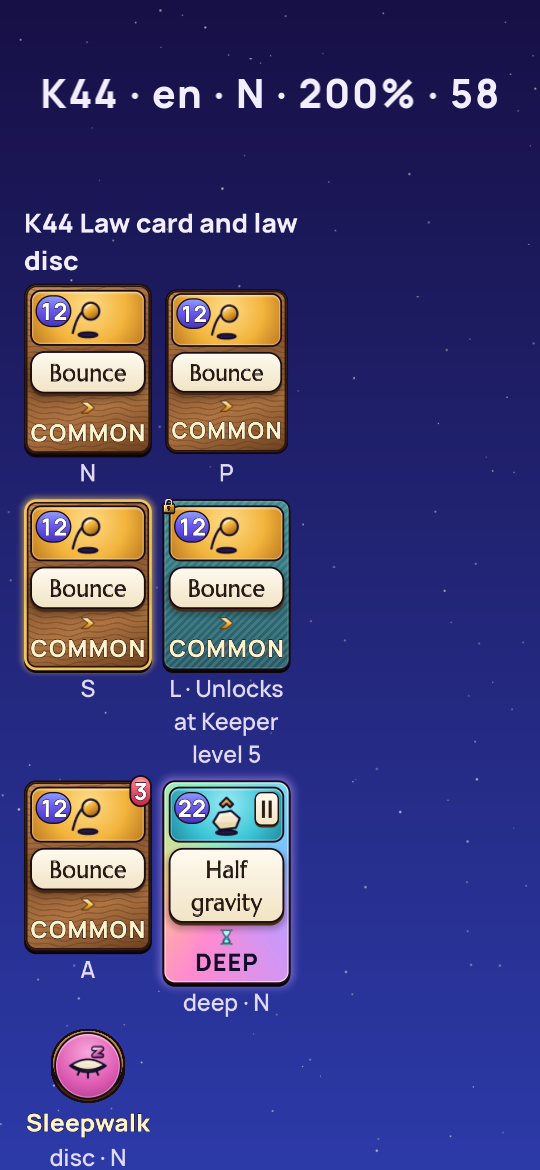 K44 · en · N · 200% · 58
K44 Law card and law
disc
12
Bounce
COMMON
N
12
Bounce
COMMON
P
12
Bounce
COMMON
S
12
Bounce
COMMON
L · Unlocks
at Keeper
level 5
12
3
Bounce
COMMON
A
22
Half
gravity
DEEP
deep · N
Sleepwalk
disc · N